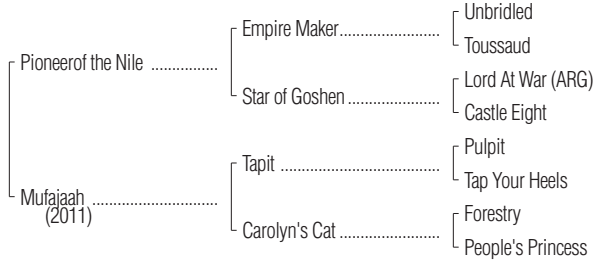 Unbridled
Empire Maker
Toussaud
Pioneerof the Nile
Lord At War (ARG)
Star of Goshen
Castle Eight
Pulpit
Tapit
Tap Your Heels
Mufajaah
(2011)
Forestry
Carolyn's Cat
People's Princess